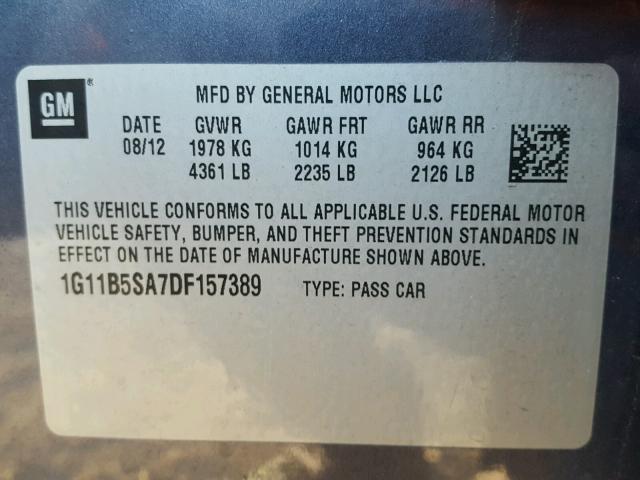 GM ®
MFD BY GENERAL MOTORS LLC
DATE GVWR GAWR FRT GAWR RR
08/12 1978 KG 1014 KG 964 KG
4361 LB 2235 LB 2126 LB
THIS VEHICLE CONFORMS TO ALL APPLICABLE U.S. FEDERAL MOTOR
VEHICLE SAFETY, BUMPER, AND THEFT PREVENTION STANDARDS IN
EFFECT ON THE DATE OF MANUFACTURE SHOWN ABOVE.
1G11B5SA7DF157389 TYPE: PASS CAR